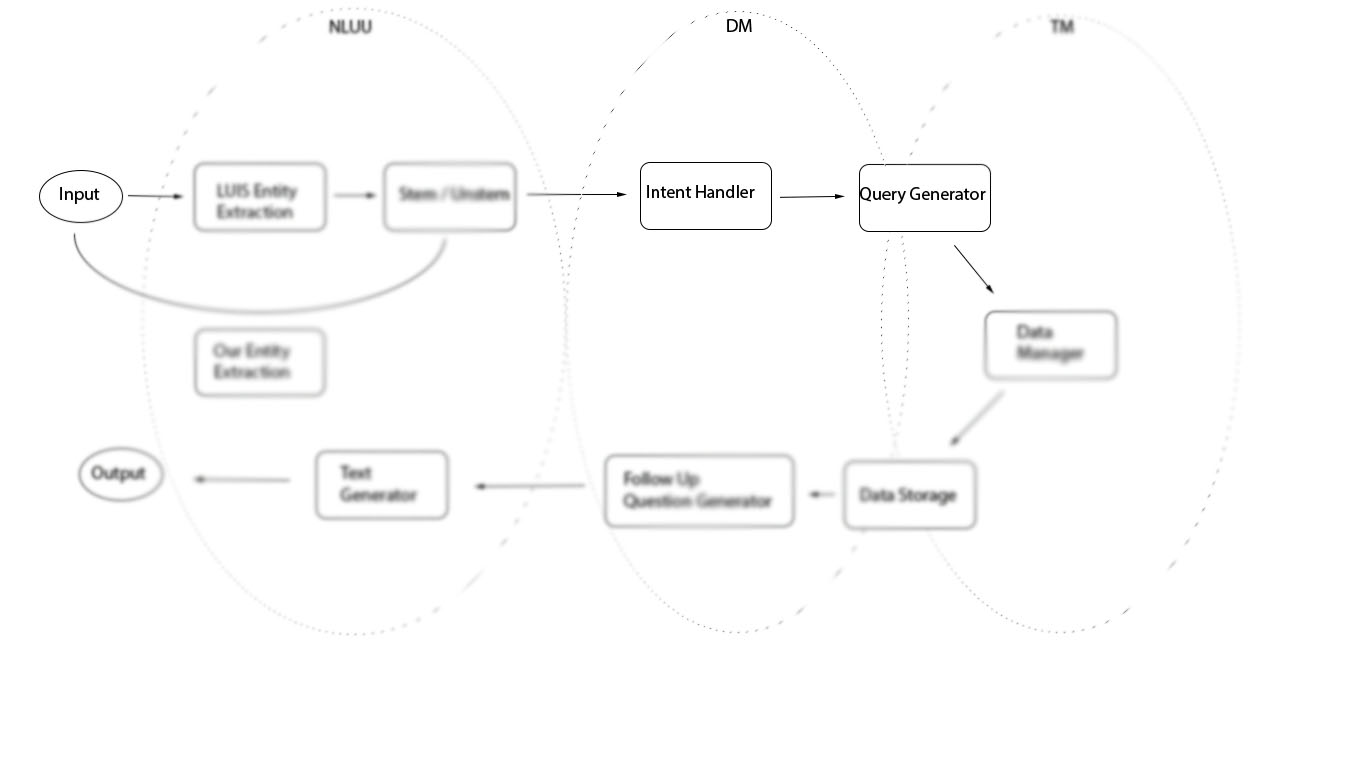 NLUU
DM
TM
Input
LUIS Entity
Extraction
Stem / Unstem
Intent Handler
Query Generator
Our Entity
Extraction
Data
Manager
Output
Text
Generator
Follow Up
Question Generator
Data Storage